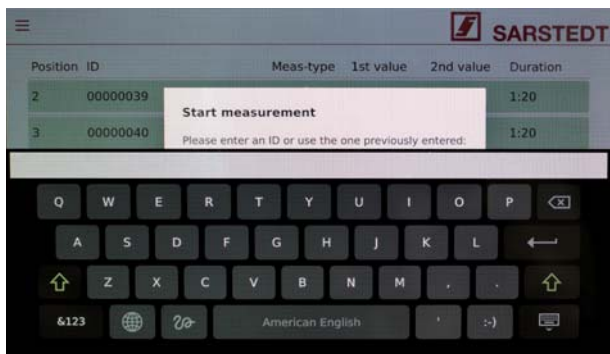 SARSTEDT
Position ID Meas-type 1st value 2nd value Duration
2 00000039 1:20
Start measurement
3 00000040 1:20
Please enter an ID or use the one previously entered:
Q W E R T Y U I O P
A S D F G H J K L
Z X C V B N M , .
&123 American English ' :-)